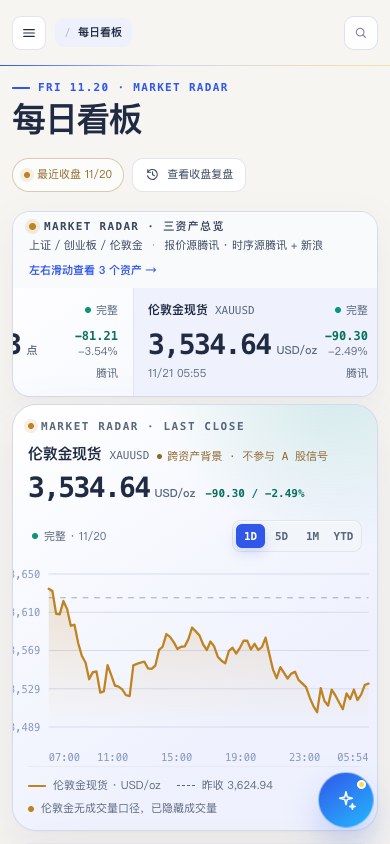 / 每日看板
FRI 11.20 · MARKET RADAR
每日看板
最近收盘 11/20
查看收盘复盘
MARKET RADAR · 三资产总览
上证 / 创业板 / 伦敦金 · 报价源腾讯 · 时序源腾讯 + 新浪
左右滑动查看 3 个资产 →
完整
点 −81.21
−3.54%
腾讯
伦敦金现货 XAUUSD 完整
3,534.64 USD/oz −90.30
−2.49%
11/21 05:55 腾讯
MARKET RADAR · LAST CLOSE
伦敦金现货 XAUUSD 跨资产背景 · 不参与 A 股信号
3,534.64 USD/oz −90.30 / −2.49%
完整 · 11/20
1D 5D 1M YTD
,650
,610
,569
,529
,489
07:00 11:00 15:00 19:00 23:00 05:54
伦敦金现货 · USD/oz 昨收 3,624.94
伦敦金无成交量口径，已隐藏成交量